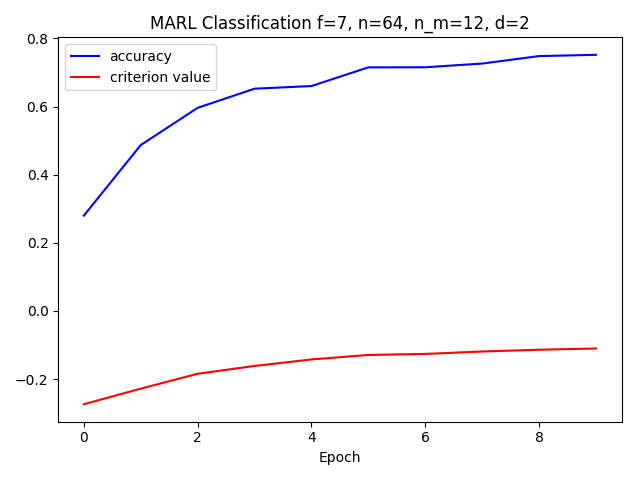 MARL Classification f=7, n=64, n_m=12, d=2
accuracy
criterion value
0.8
0.6
0.4
0.2
0.0
−0.2
0 2 4 6 8
Epoch